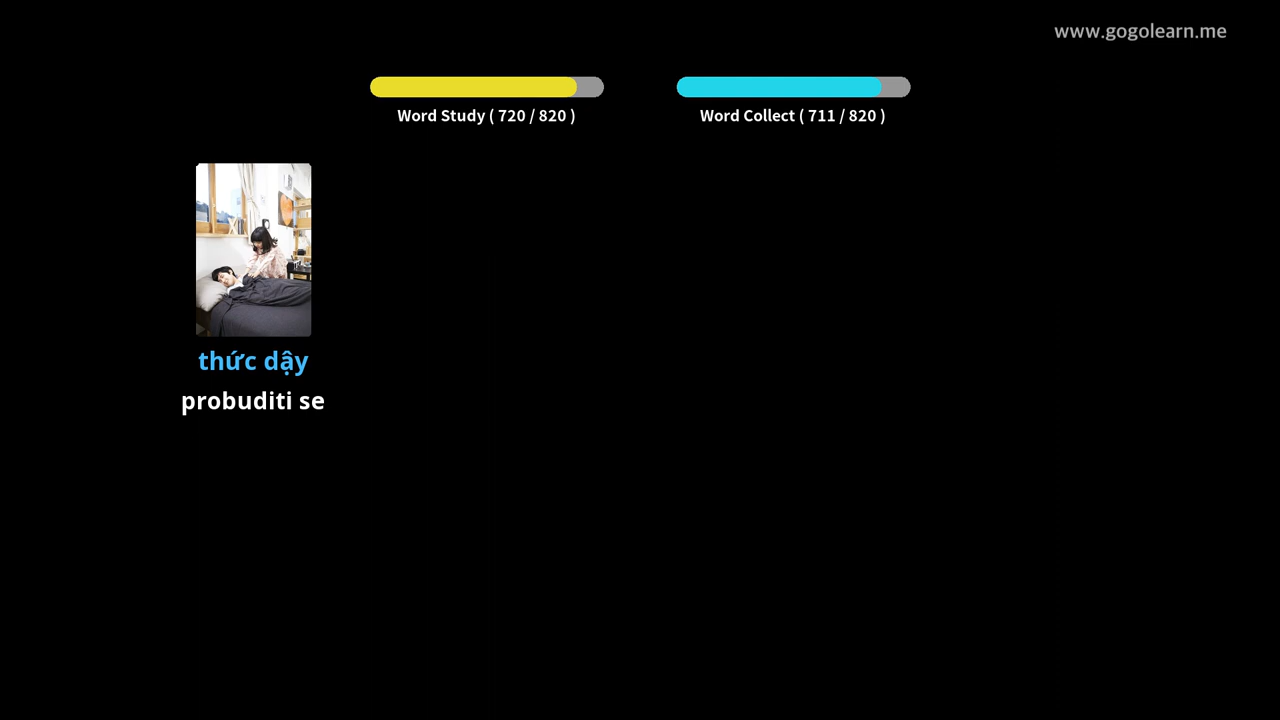 www.gogolearn.me
Word Study ( 720 / 820 )
Word Collect ( 711 / 820 )
thức dậy
probuditi se